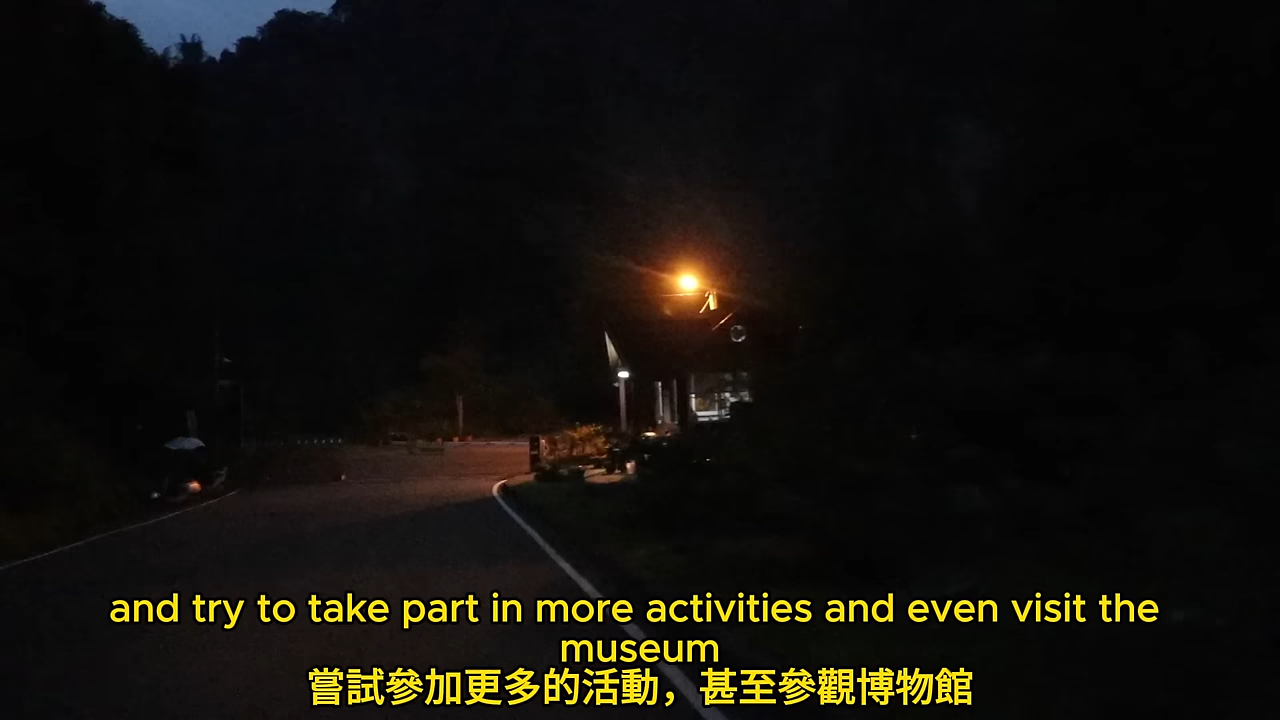 and try to take part in more activities and even visit the
museum
嘗試參加更多的活動，甚至參觀博物館